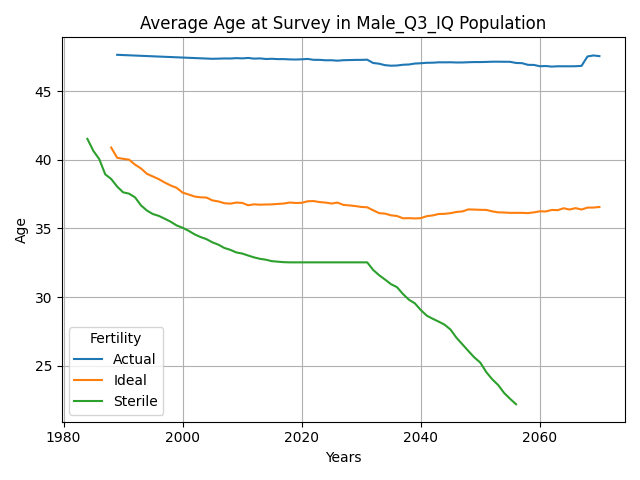 Average Age at Survey in Male_Q3_IQ Population
Age
45
40
35
30
25
Fertility
Actual
Ideal
Sterile
1980
2000
2020
2040
2060
Years